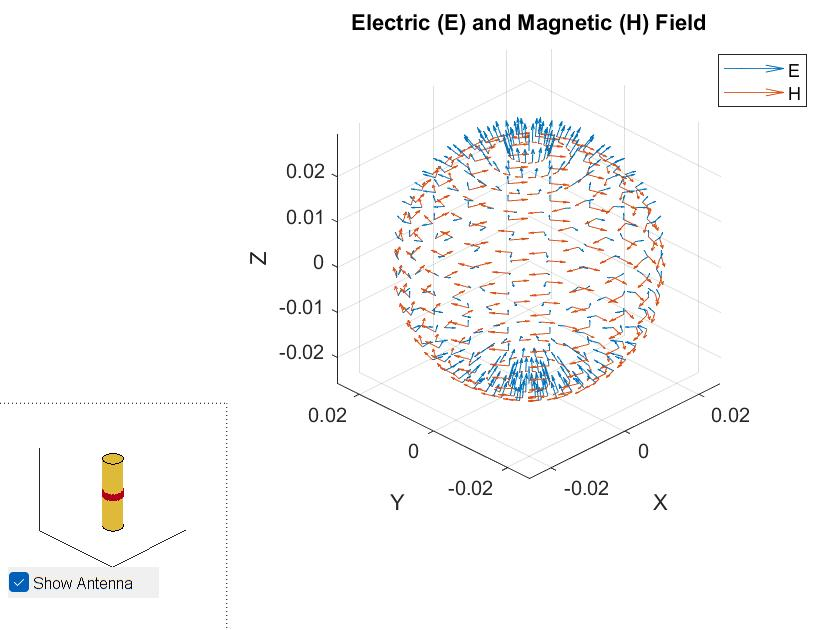 Electric (E) and Magnetic (H) Field
E
H
0.02
0.01
0
-0.01
-0.02
Z
0.02
0
-0.02
Y
-0.02
0
0.02
X
Show Antenna